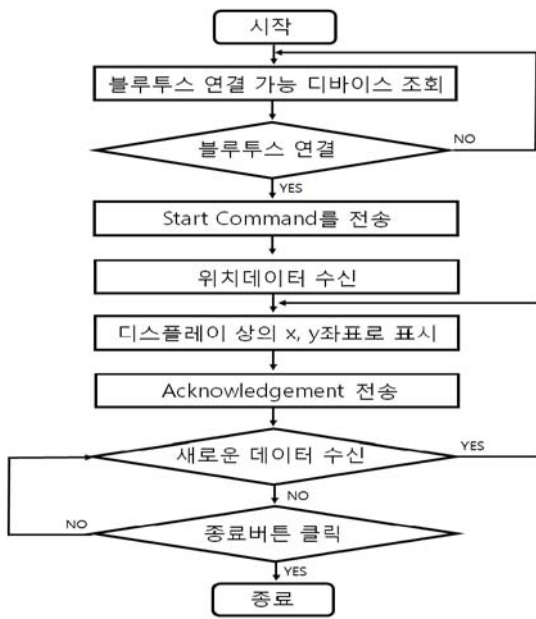 시작
블루투스 연결 가능 디바이스 조회
블루투스 연결
NO
YES
Start Command를 전송
위치데이터 수신
디스플레이 상의 x, y좌표로 표시
Acknowledgement 전송
새로운 데이터 수신
YES
NO
종료버튼 클릭
NO
YES
종료